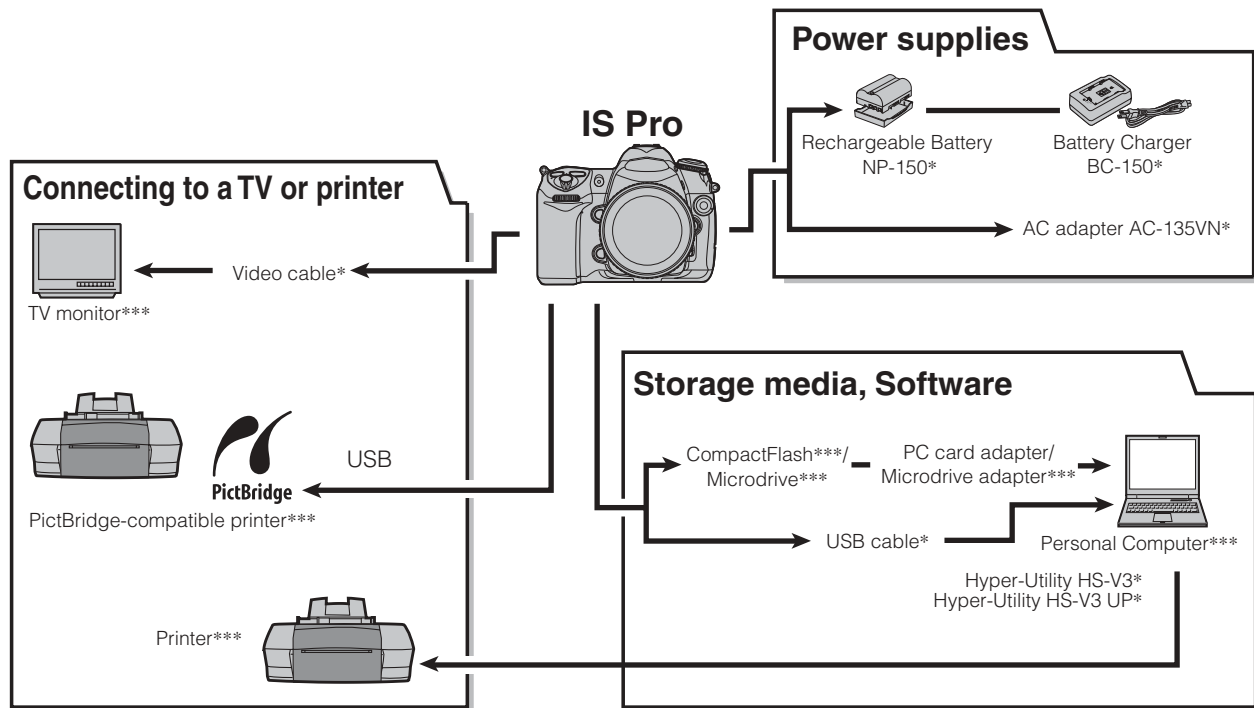 IS Pro
Power supplies
Rechargeable Battery
NP-150*
Battery Charger
BC-150*
AC adapter AC-135VN*
Connecting to a TV or printer
Video cable*
TV monitor***
PictBridge
USB
PictBridge-compatible printer***
Printer***
Storage media, Software
CompactFlash***/
Microdrive***
PC card adapter/
Microdrive adapter***
USB cable*
Personal Computer***
Hyper-Utility HS-V3*
Hyper-Utility HS-V3 UP*